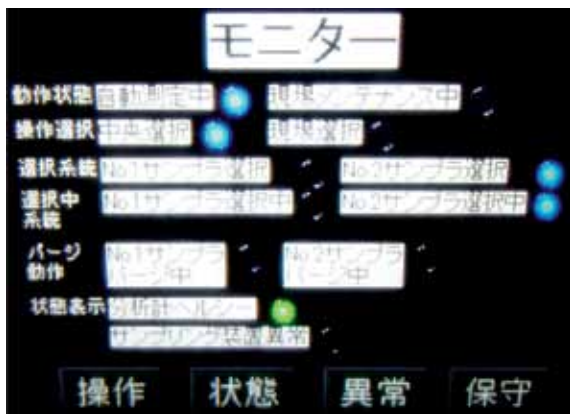 モニター
動作状態 自動測定中 現場メンテナンス中
操作選択 中央選択 現場選択
選択系統 No1サンプラ選択 No2サンプラ選択
選択中 No1サンプラ選択中 No2サンプラ選択中
系統
パージ No1サンプラ No2サンプラ
動作 パージ中 パージ中
状態表示 分析計ヘルシー
サンプリング装置異常
操作 状態 異常 保守